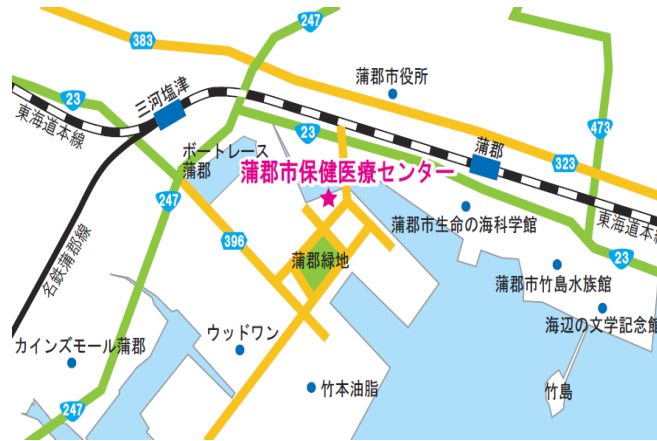 247
383
蒲郡市役所
23
三河塩津
東海道本線
473
ボートレース
蒲郡
23
蒲郡
323
蒲郡市保健医療センター
247
蒲郡市生命の海科学館
東海道本線
名鉄蒲郡線
396
蒲郡緑地
23
蒲郡市竹島水族館
海辺の文学記念館
ウッドワン
カインズモール蒲郡
竹本油脂
竹島
247